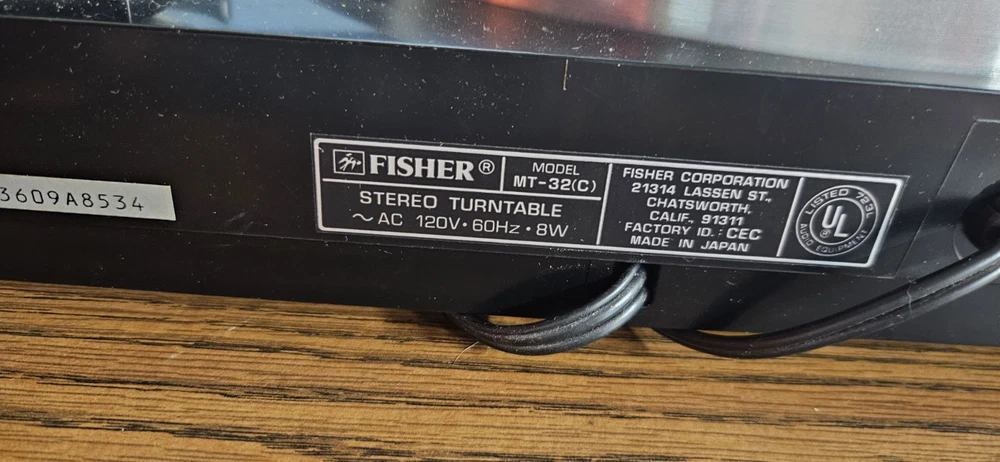 3609A8534
FISHER®
MODEL
MT-32(C)
STEREO TURNTABLE
~ AC 120V·60Hz·8W
FISHER CORPORATION
21314 LASSEN ST.,
CHATSWORTH,
CALIF., 91311
FACTORY ID.: CEC
MADE IN JAPAN
LISTED 723L
UL ®
AUDIO EQUIPMENT